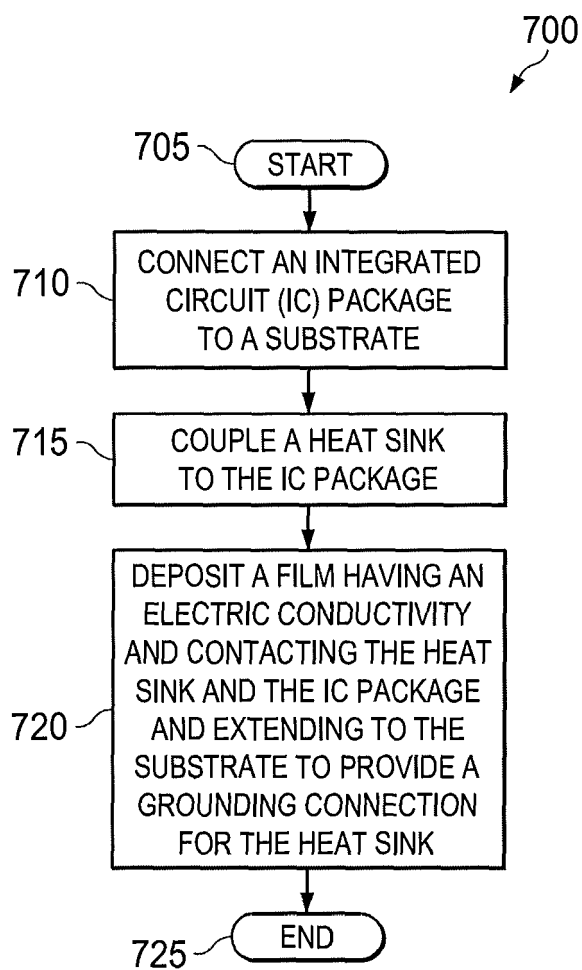 700
705
START
710
CONNECT AN INTEGRATED
CIRCUIT (IC) PACKAGE
TO A SUBSTRATE
715
COUPLE A HEAT SINK
TO THE IC PACKAGE
720
DEPOSIT A FILM HAVING AN
ELECTRIC CONDUCTIVITY
AND CONTACTING THE HEAT
SINK AND THE IC PACKAGE
AND EXTENDING TO THE
SUBSTRATE TO PROVIDE A
GROUNDING CONNECTION
FOR THE HEAT SINK
725
END